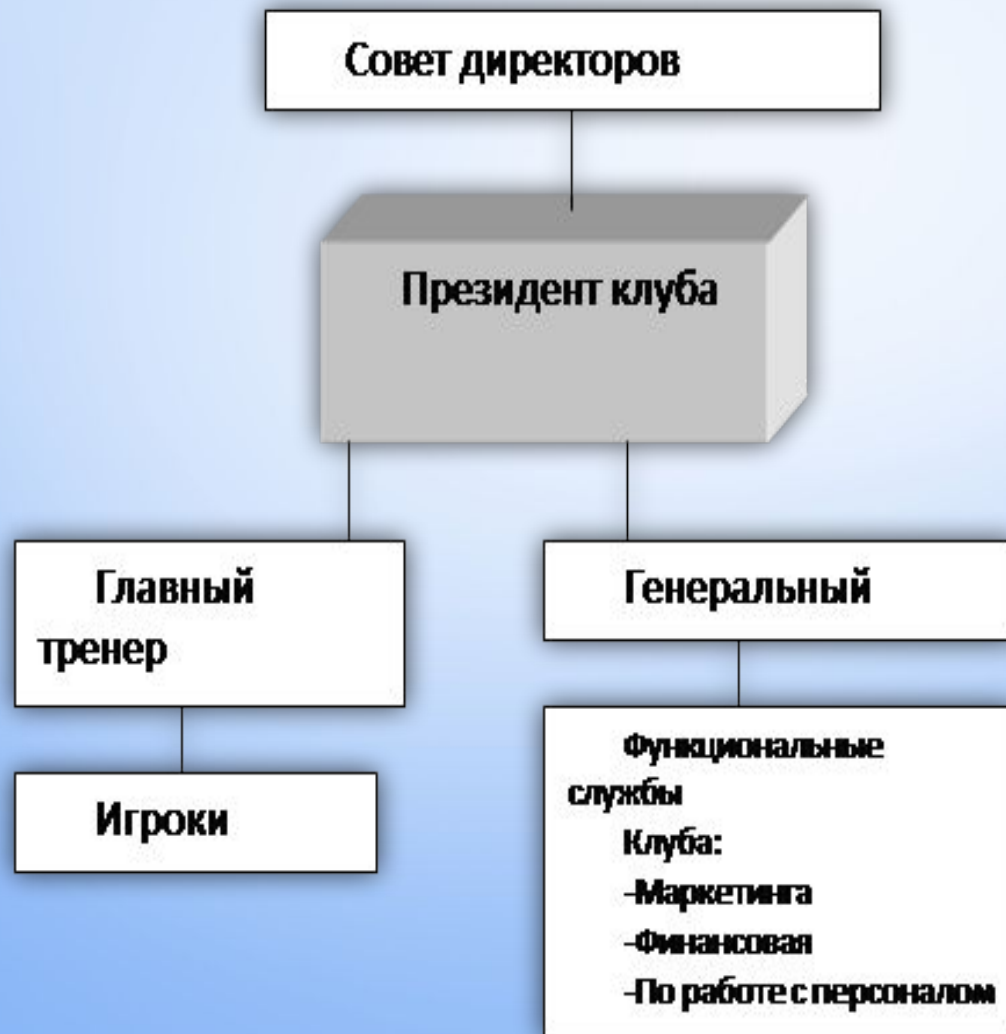 Совет директоров
Президент клуба
Главный
тренер
Игроки
Генеральный
Функциональные
службы
Клуба:
-Маркетинга
-Финансовая
-По работе с персоналом